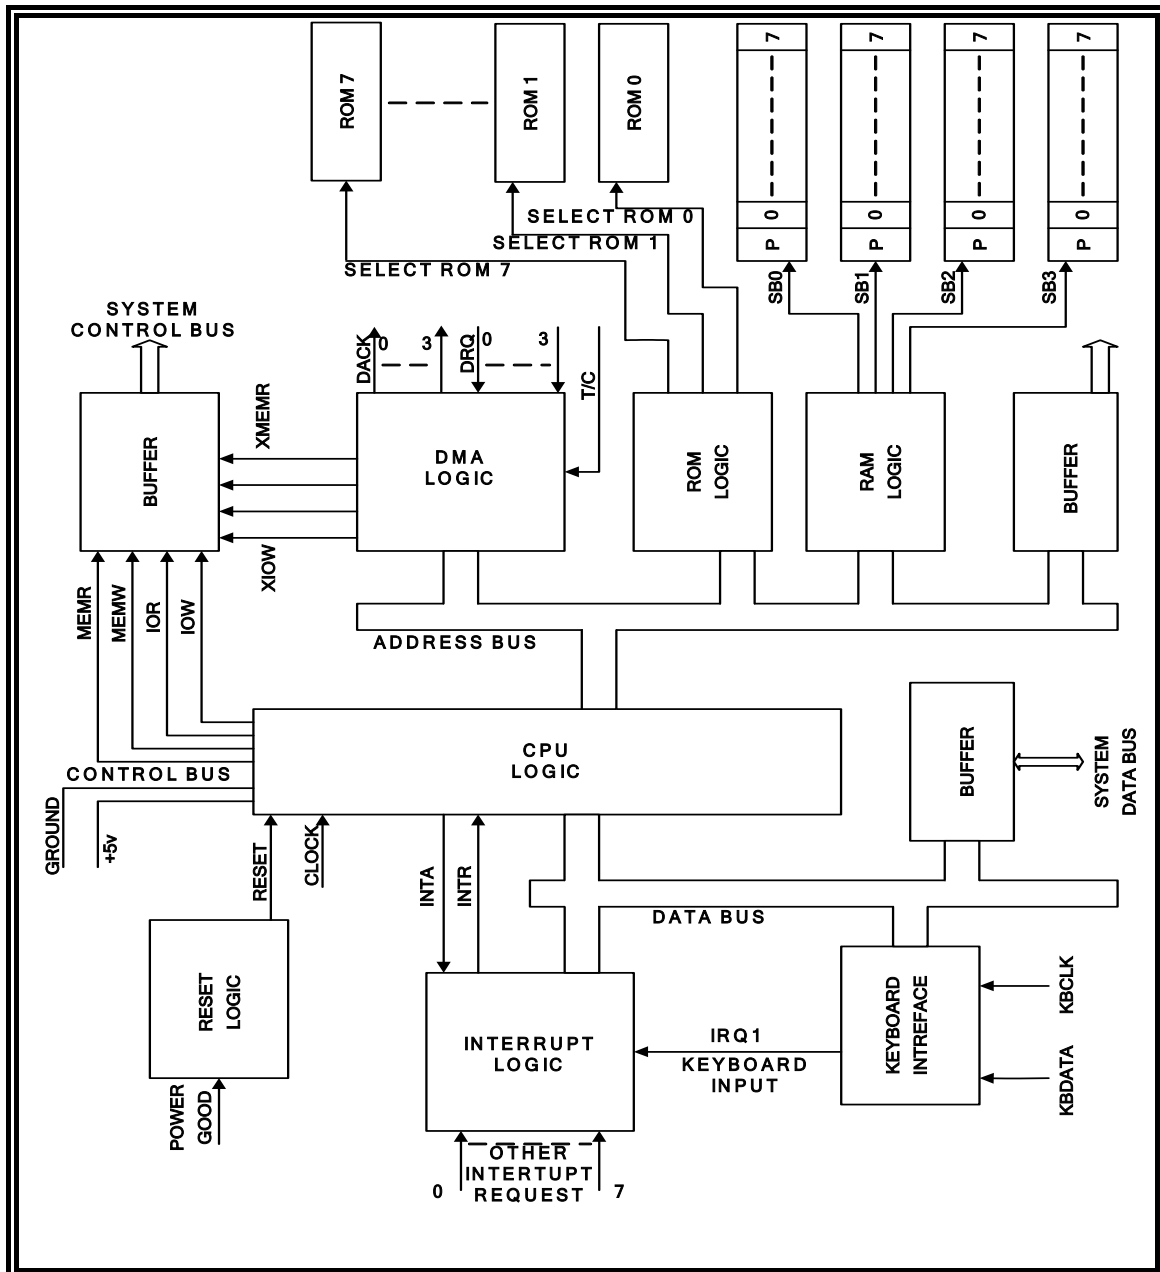 ROM 7
ROM 1
ROM 0
7
7
7
7
0
0
0
0
P
P
P
P
SELECT ROM 0
SELECT ROM 1
SELECT ROM 7
SB0
SB1
SB2
SB3
SYSTEM
CONTROL BUS
DACK
0
3
DRQ
0
3
T/C
BUFFER
XMEMR
XIOW
DMA
LOGIC
ROM
LOGIC
RAM
LOGIC
BUFFER
MEMR
MEMW
IOR
IOW
ADDRESS BUS
CPU
LOGIC
BUFFER
SYSTEM
DATA BUS
CONTROL BUS
GROUND
+5v
RESET
CLOCK
INTA
INTR
DATA BUS
RESET
LOGIC
POWER
GOOD
INTERRUPT
LOGIC
IRQ1
KEYBOARD
INPUT
KEYBOARD
INTREFACE
KBCLK
KBDATA
OTHER
INTERTUPT
REQUEST
0
7